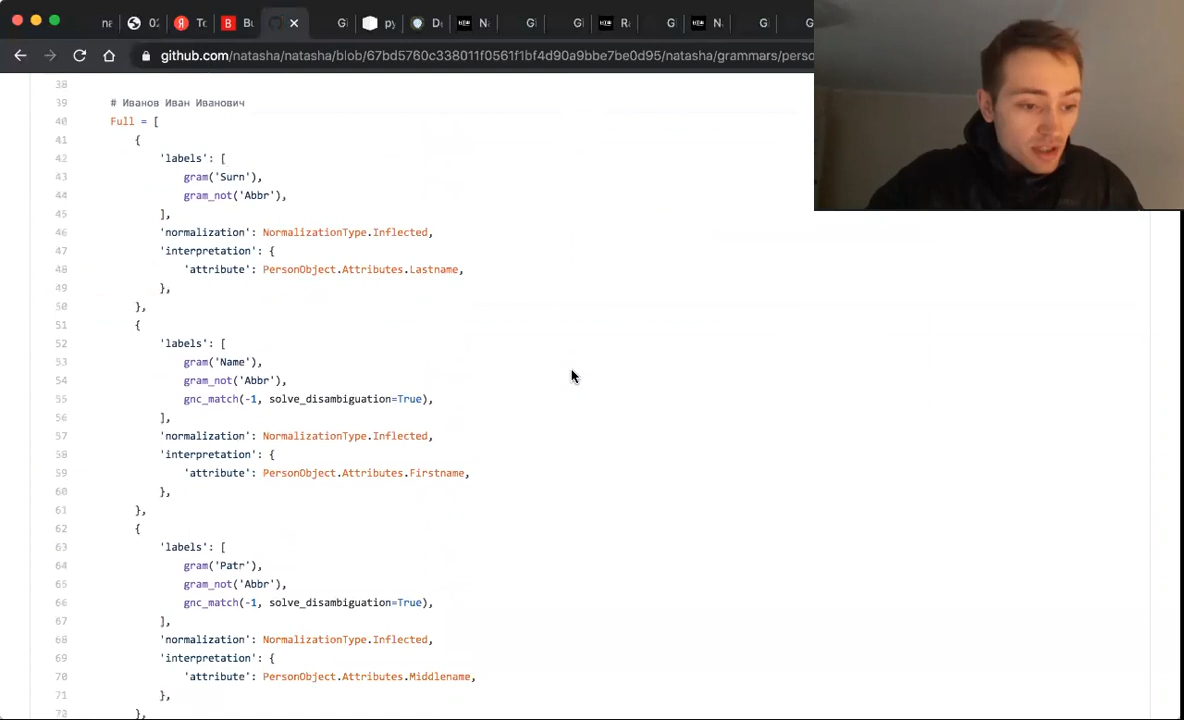 github.com/natasha/natasha/blob/67bd5760c338011f0561f1bf4d90a9bbe7be0d95/natasha/grammars/perso
38
39 # Иванов Иван Иванович
40 Full = [
41 {
42 'labels': [
43 gram('Surn'),
44 gram_not('Abbr'),
45 ],
46 'normalization': NormalizationType.Inflected,
47 'interpretation': {
48 'attribute': PersonObject.Attributes.Lastname,
49 },
50 },
51 {
52 'labels': [
53 gram('Name'),
54 gram_not('Abbr'),
55 gnc_match(-1, solve_disambiguation=True),
56 ],
57 'normalization': NormalizationType.Inflected,
58 'interpretation': {
59 'attribute': PersonObject.Attributes.Firstname,
60 },
61 },
62 {
63 'labels': [
64 gram('Patr'),
65 gram_not('Abbr'),
66 gnc_match(-1, solve_disambiguation=True),
67 ],
68 'normalization': NormalizationType.Inflected,
69 'interpretation': {
70 'attribute': PersonObject.Attributes.Middlename,
71 },
72 },